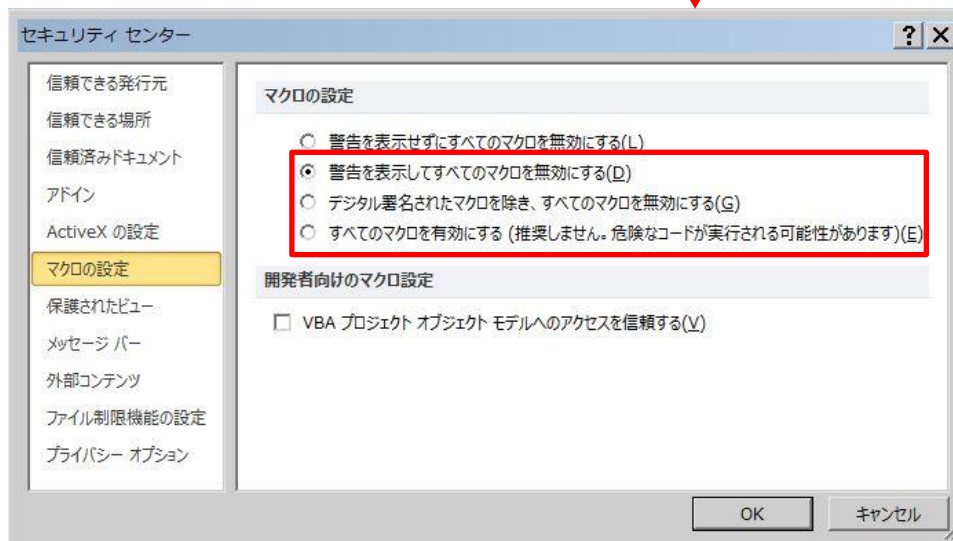 セキュリティ センター
信頼できる発行元
信頼できる場所
信頼済みドキュメント
アドイン
ActiveX の設定
マクロの設定
保護されたビュー
メッセージ バー
外部コンテンツ
ファイル制限機能の設定
プライバシー オプション
マクロの設定
警告を表示せずにすべてのマクロを無効にする(L)
警告を表示してすべてのマクロを無効にする(D)
デジタル署名されたマクロを除き、すべてのマクロを無効にする(G)
すべてのマクロを有効にする (推奨しません。危険なコードが実行される可能性があります)(E)
開発者向けのマクロ設定
VBA プロジェクト オブジェクト モデルへのアクセスを信頼する(V)
OK
キャンセル